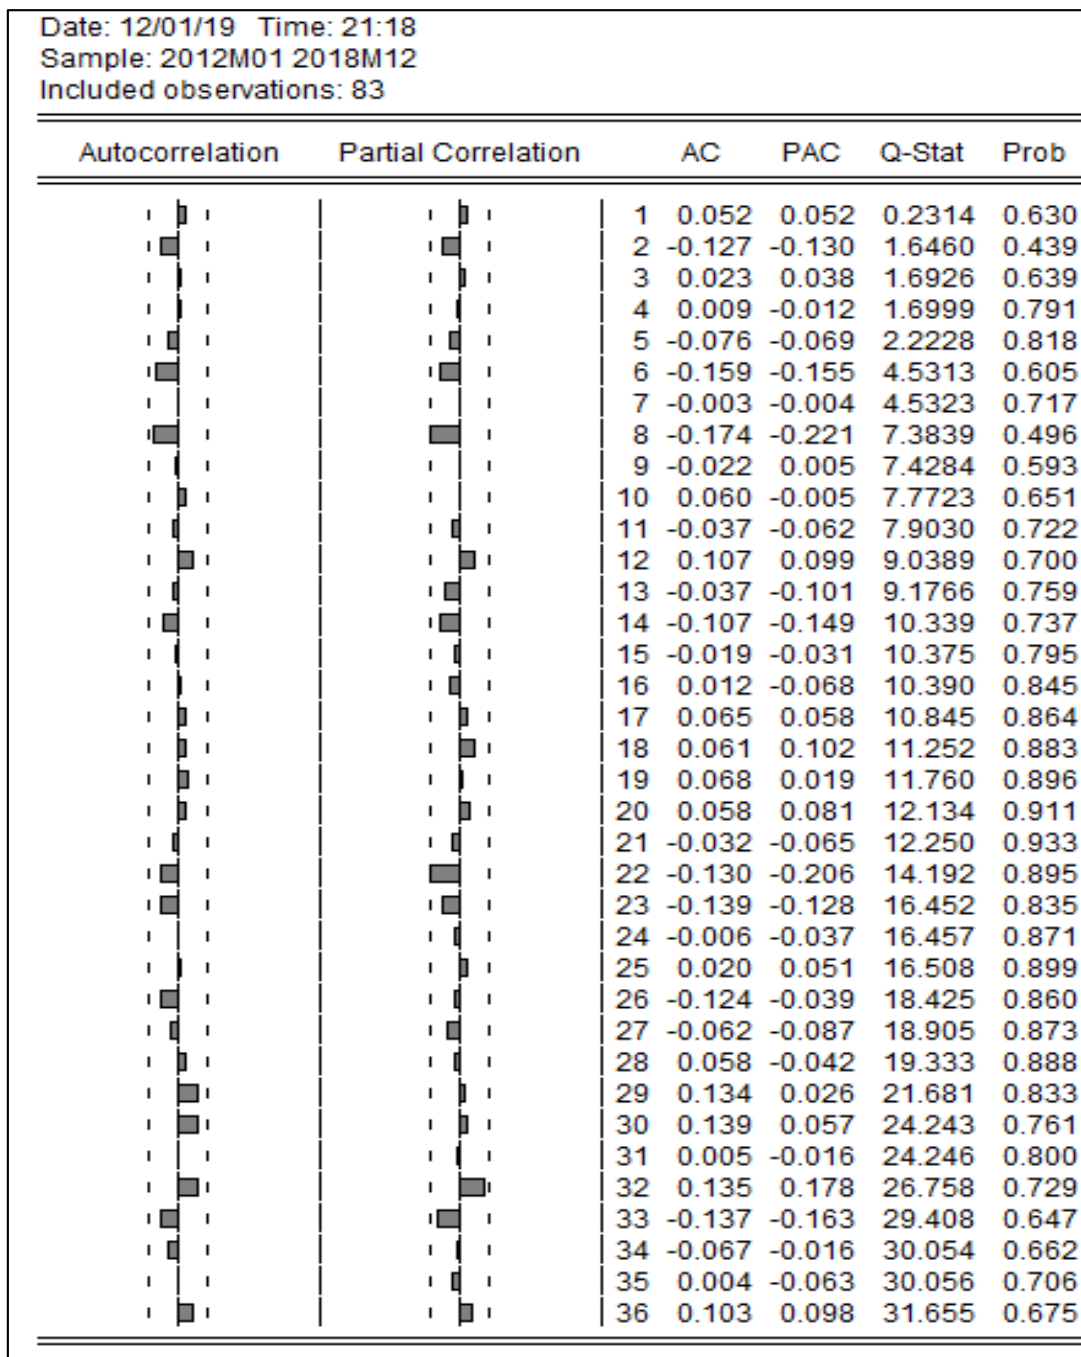 Date: 12/01/19 Time: 21:18
Sample: 2012M01 2018M12
Included observations: 83
Autocorrelation Partial Correlation AC PAC Q-Stat Prob
1 0.052 0.052 0.2314 0.630
2 -0.127 -0.130 1.6460 0.439
3 0.023 0.038 1.6926 0.639
4 0.009 -0.012 1.6999 0.791
5 -0.076 -0.069 2.2228 0.818
6 -0.159 -0.155 4.5313 0.605
7 -0.003 -0.004 4.5323 0.717
8 -0.174 -0.221 7.3839 0.496
9 -0.022 0.005 7.4284 0.593
10 0.060 -0.005 7.7723 0.651
11 -0.037 -0.062 7.9030 0.722
12 0.107 0.099 9.0389 0.700
13 -0.037 -0.101 9.1766 0.759
14 -0.107 -0.149 10.339 0.737
15 -0.019 -0.031 10.375 0.795
16 0.012 -0.068 10.390 0.845
17 0.065 0.058 10.845 0.864
18 0.061 0.102 11.252 0.883
19 0.068 0.019 11.760 0.896
20 0.058 0.081 12.134 0.911
21 -0.032 -0.065 12.250 0.933
22 -0.130 -0.206 14.192 0.895
23 -0.139 -0.128 16.452 0.835
24 -0.006 -0.037 16.457 0.871
25 0.020 0.051 16.508 0.899
26 -0.124 -0.039 18.425 0.860
27 -0.062 -0.087 18.905 0.873
28 0.058 -0.042 19.333 0.888
29 0.134 0.026 21.681 0.833
30 0.139 0.057 24.243 0.761
31 0.005 -0.016 24.246 0.800
32 0.135 0.178 26.758 0.729
33 -0.137 -0.163 29.408 0.647
34 -0.067 -0.016 30.054 0.662
35 0.004 -0.063 30.056 0.706
36 0.103 0.098 31.655 0.675